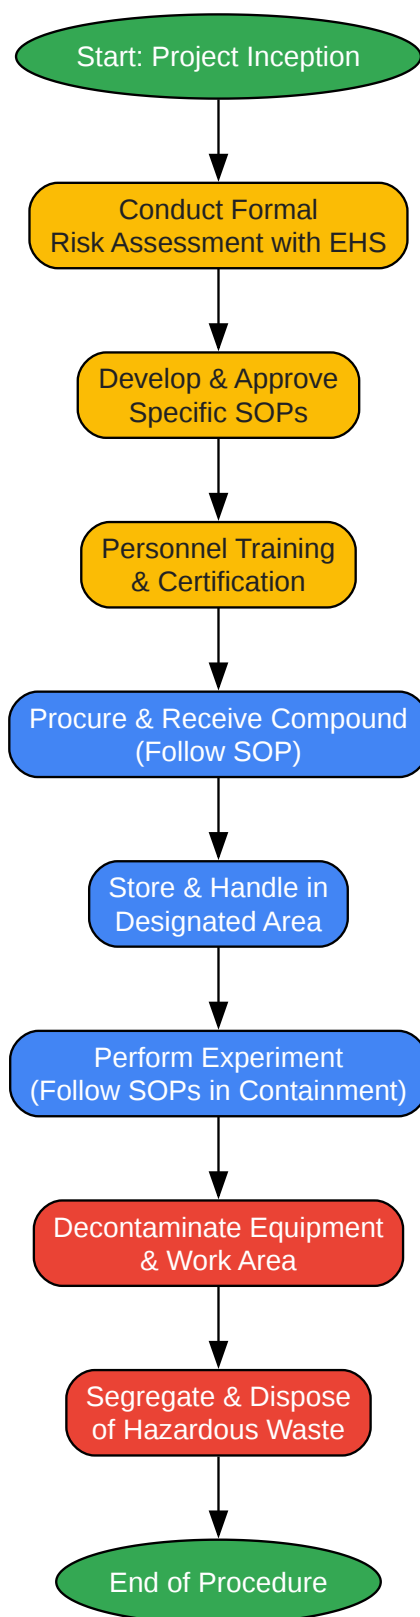 Start: Project Inception
Conduct Formal
Risk Assessment with EHS
Develop & Approve
Specific SOPs
Personnel Training
& Certification
Procure & Receive Compound
(Follow SOP)
Store & Handle in
Designated Area
Perform Experiment
(Follow SOPs in Containment)
Decontaminate Equipment
& Work Area
Segregate & Dispose
of Hazardous Waste
End of Procedure